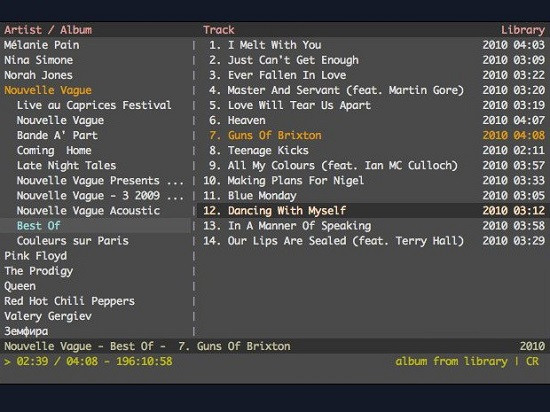 Artist / Album | Track Library
Mélanie Pain | 1. I Melt With You 2010 04:03
Nina Simone | 2. Just Can't Get Enough 2010 03:09
Norah Jones | 3. Ever Fallen In Love 2010 03:22
Nouvelle Vague | 4. Master And Servant (feat. Martin Gore) 2010 03:20
Live au Caprices Festival | 5. Love Will Tear Us Apart 2010 03:19
Nouvelle Vague | 6. Heaven 2010 04:07
Bande A' Part | 7. Guns Of Brixton 2010 04:08
Coming  Home | 8. Teenage Kicks 2010 02:11
Late Night Tales | 9. All My Colours (feat. Ian MC Culloch) 2010 03:57
Nouvelle Vague Presents ... | 10. Making Plans For Nigel 2010 03:33
Nouvelle Vague - 3 2009 ... | 11. Blue Monday 2010 03:05
Nouvelle Vague Acoustic | 12. Dancing With Myself 2010 03:12
Best Of | 13. In A Manner Of Speaking 2010 03:58
Couleurs sur Paris | 14. Our Lips Are Sealed (feat. Terry Hall) 2010 03:29
Pink Floyd |
The Prodigy |
Queen |
Red Hot Chili Peppers |
Valery Gergiev |
Земфира |
Nouvelle Vague - Best Of -  7. Guns Of Brixton 2010
> 02:39 / 04:08 - 196:10:58 album from library | CR